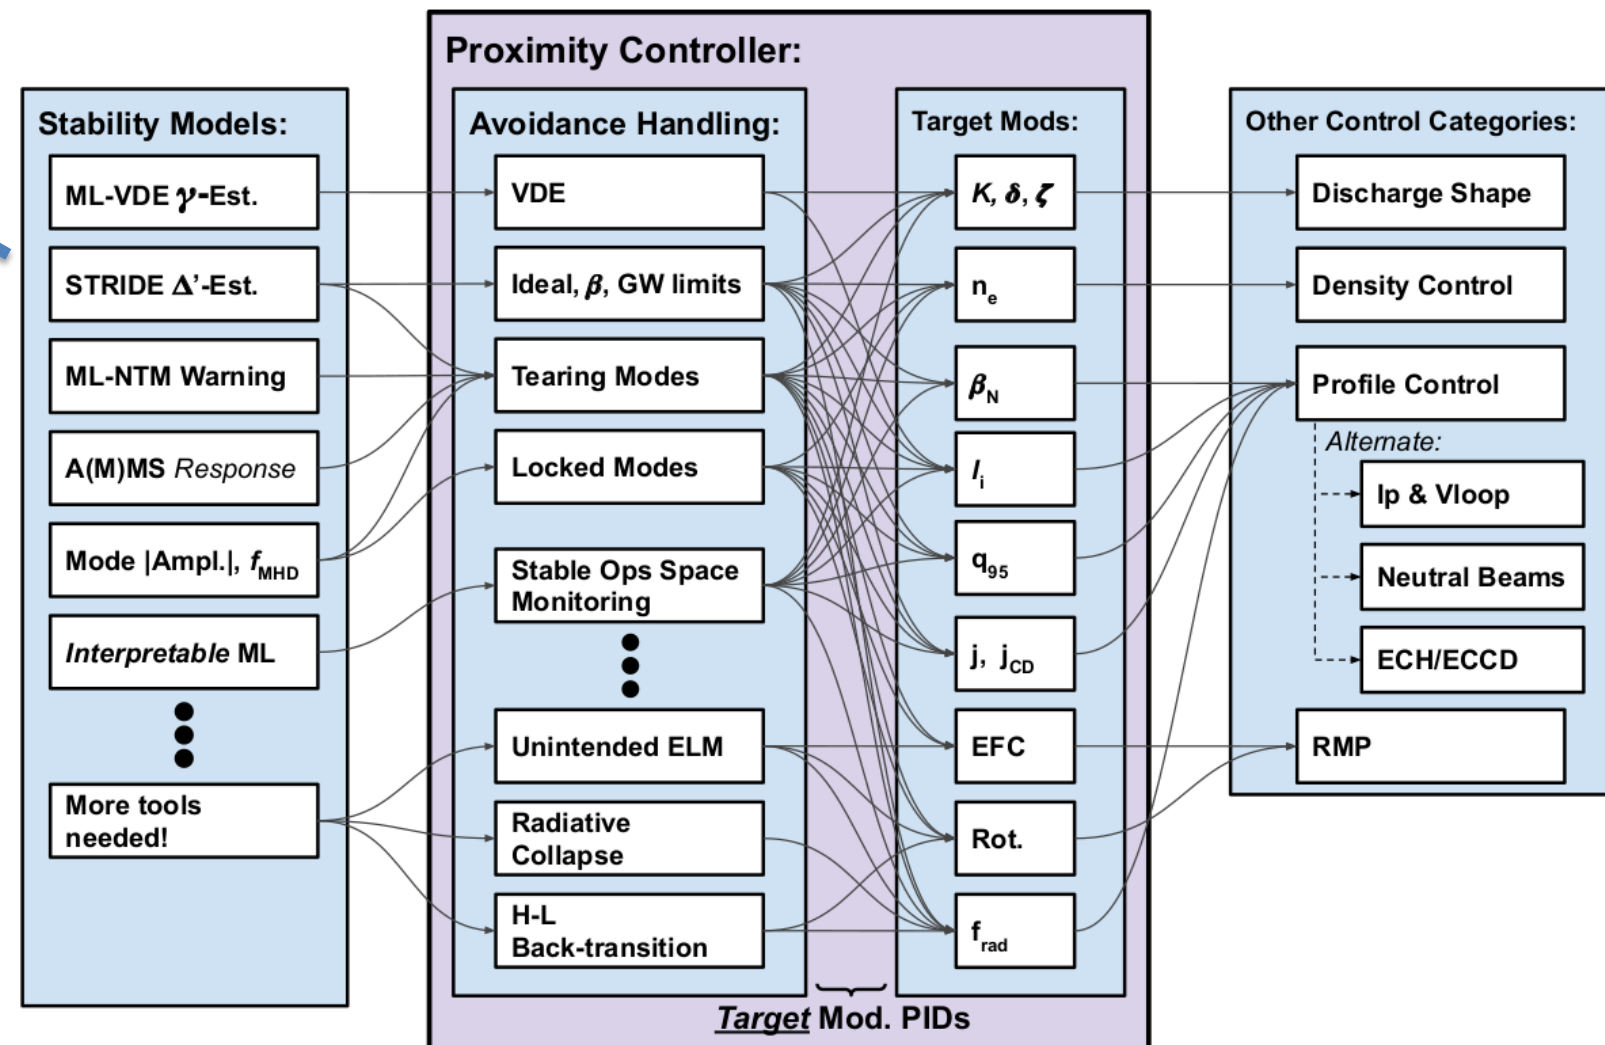 Proximity Controller:
Stability Models:
ML-VDE γ-Est.
STRIDE Δ'-Est.
ML-NTM Warning
A(M)MS Response
Mode |Ampl.|, fMHD
Interpretable ML
More tools
needed!
Avoidance Handling:
VDE
Ideal, β, GW limits
Tearing Modes
Locked Modes
Stable Ops Space
Monitoring
Unintended ELM
Radiative
Collapse
H-L
Back-transition
Target Mods:
K, δ, ζ
ne
βN
li
q95
j, jCD
EFC
Rot.
frad
Target Mod. PIDs
Other Control Categories:
Discharge Shape
Density Control
Profile Control
Alternate:
Ip & Vloop
Neutral Beams
ECH/ECCD
RMP